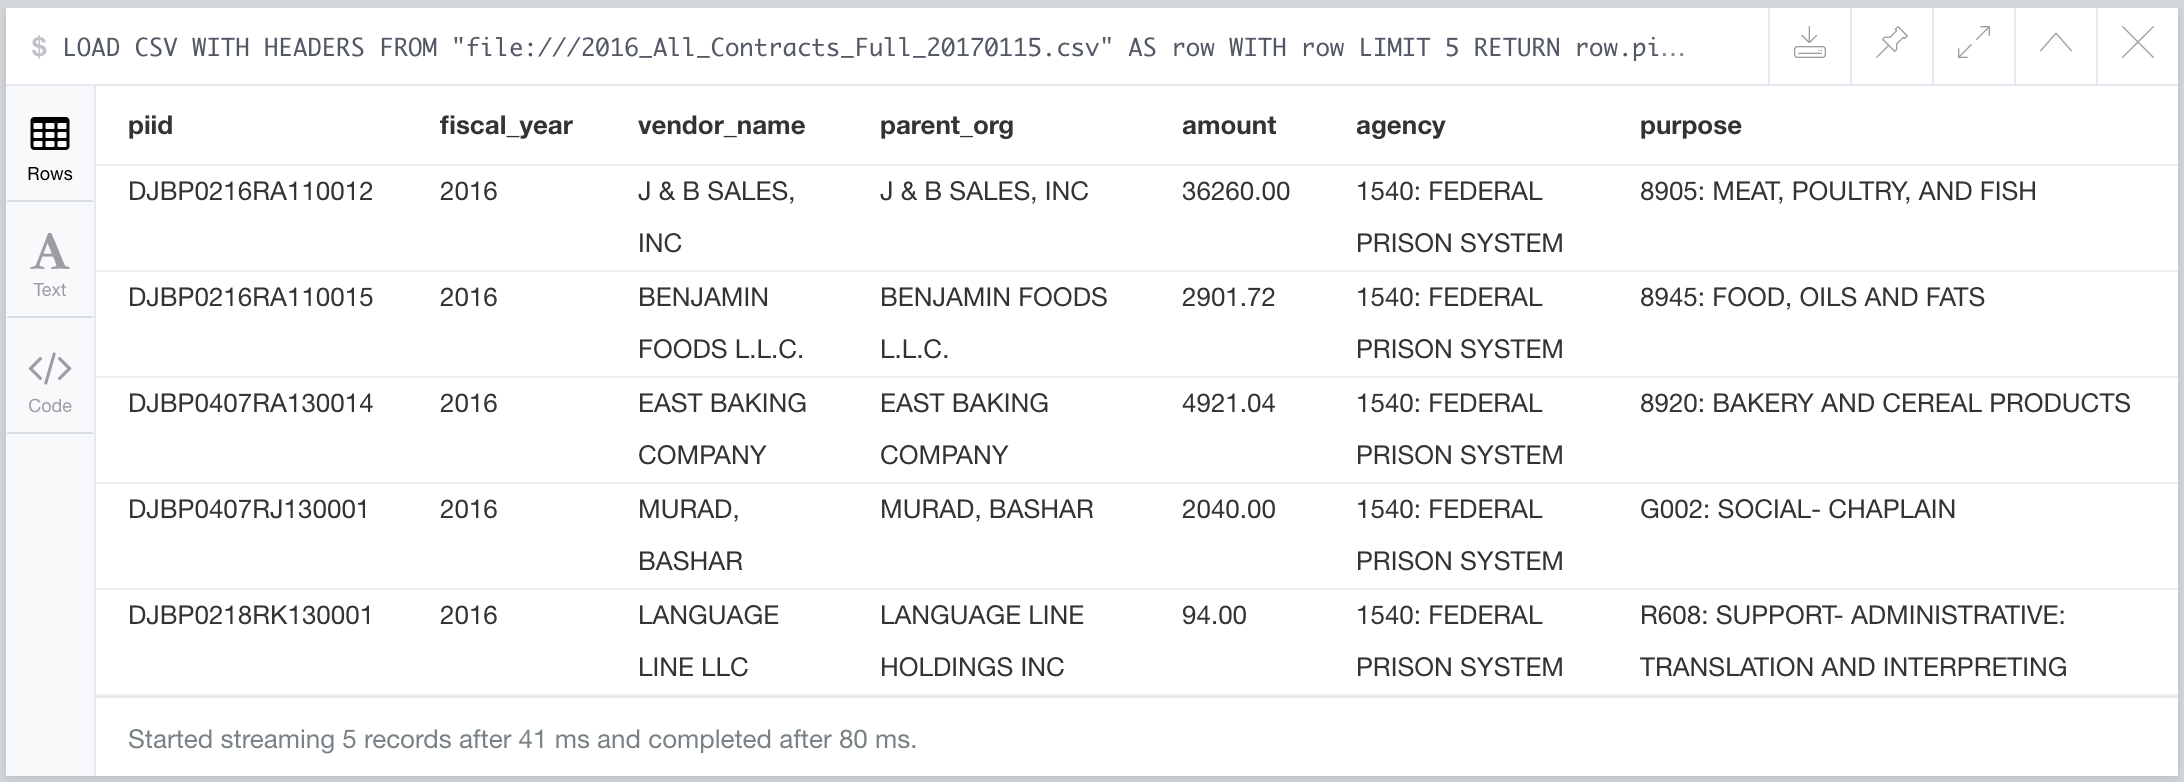 $ LOAD CSV WITH HEADERS FROM "file:///2016_All_Contracts_Full_20170115.csv" AS row WITH row LIMIT 5 RETURN row.pi...
Rows
Text
Code
piid fiscal_year vendor_name parent_org amount agency purpose
DJBP0216RA110012 2016 J & B SALES, J & B SALES, INC 36260.00 1540: FEDERAL 8905: MEAT, POULTRY, AND FISH
INC PRISON SYSTEM
DJBP0216RA110015 2016 BENJAMIN BENJAMIN FOODS 2901.72 1540: FEDERAL 8945: FOOD, OILS AND FATS
FOODS L.L.C. L.L.C. PRISON SYSTEM
DJBP0407RA130014 2016 EAST BAKING EAST BAKING 4921.04 1540: FEDERAL 8920: BAKERY AND CEREAL PRODUCTS
COMPANY COMPANY PRISON SYSTEM
DJBP0407RJ130001 2016 MURAD, MURAD, BASHAR 2040.00 1540: FEDERAL G002: SOCIAL- CHAPLAIN
BASHAR PRISON SYSTEM
DJBP0218RK130001 2016 LANGUAGE LANGUAGE LINE 94.00 1540: FEDERAL R608: SUPPORT- ADMINISTRATIVE:
LINE LLC HOLDINGS INC PRISON SYSTEM TRANSLATION AND INTERPRETING
Started streaming 5 records after 41 ms and completed after 80 ms.